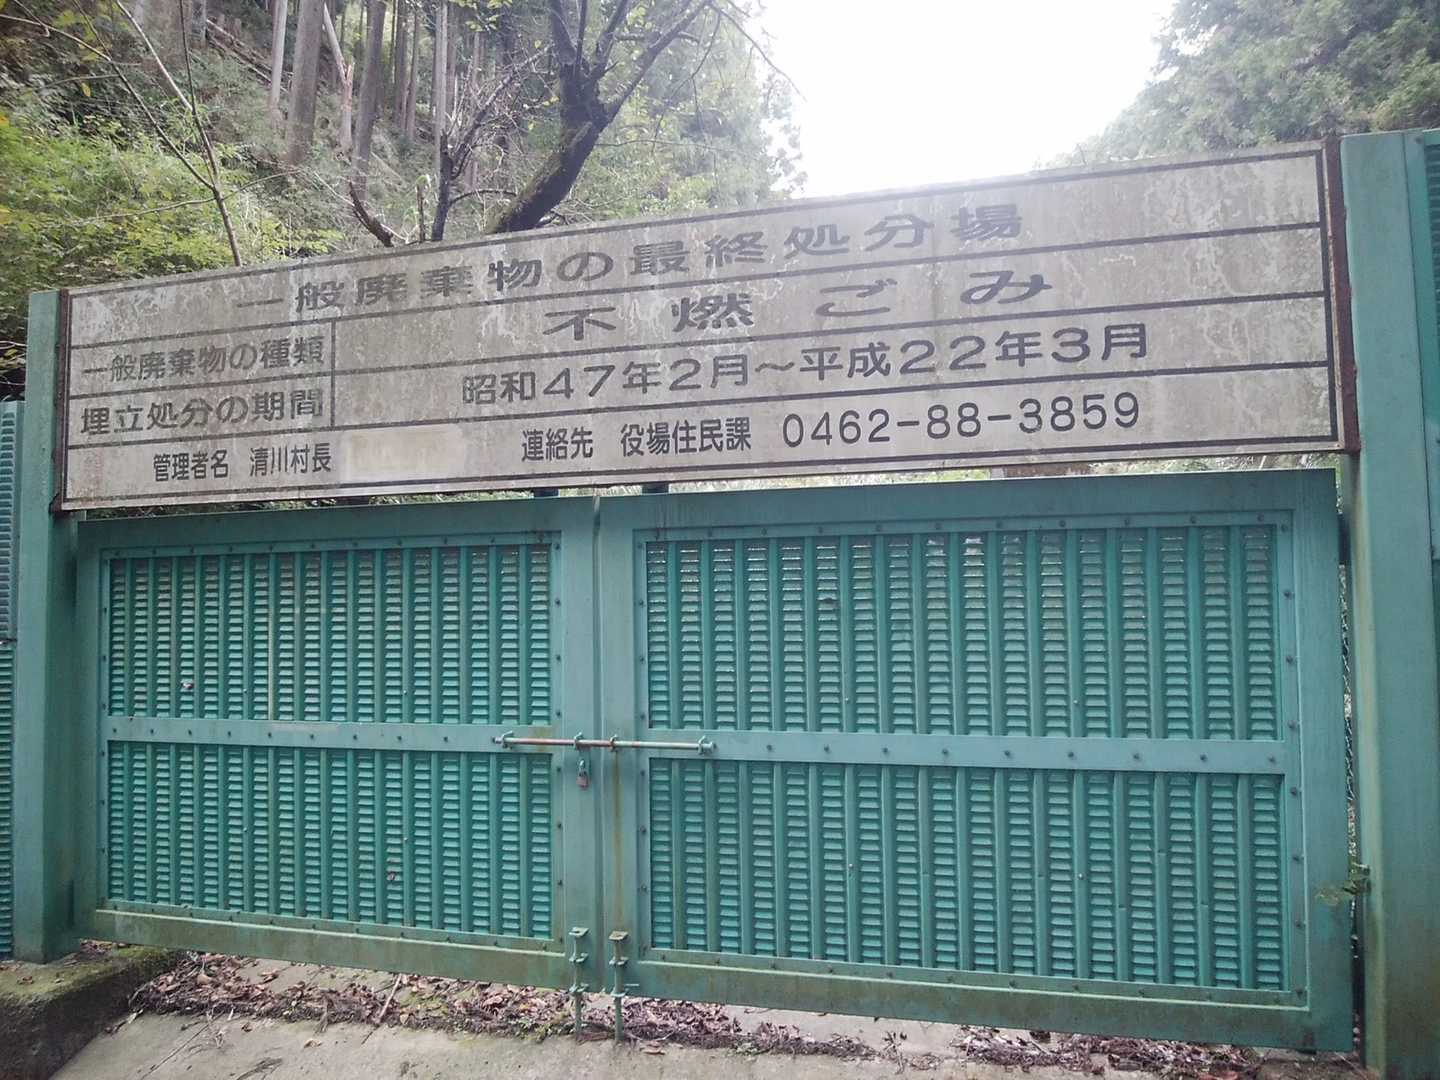 一般廃棄物の最終処分場
一般廃棄物の種類 不燃ごみ
埋立処分の期間 昭和47年2月～平成22年3月
管理者名 清川村長 連絡先 役場住民課 0462-88-3859